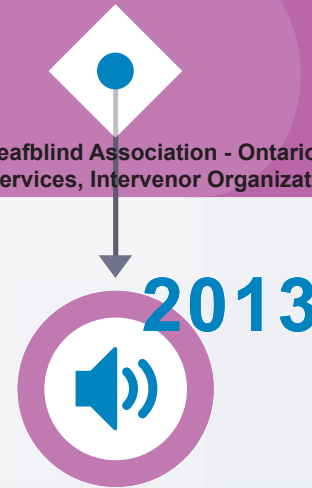 eafblind Association - Ontario
ervices, Intervenor Organizat
2013